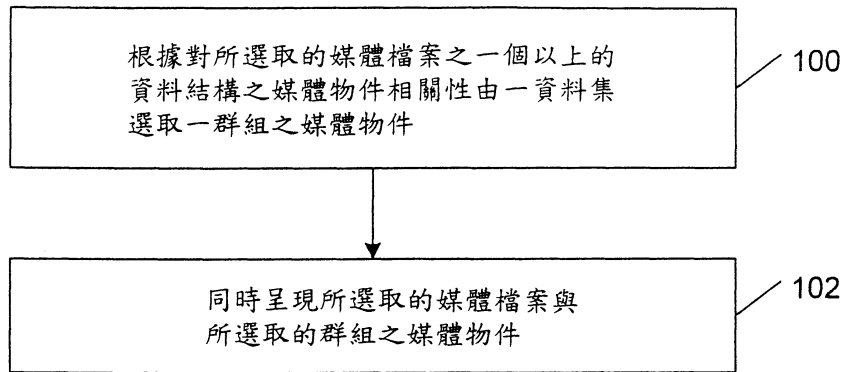 根據對所選取的媒體檔案之一個以上的
資料結構之媒體物件相關性由一資料集
選取一群組之媒體物件
100
同時呈現所選取的媒體檔案與
所選取的群組之媒體物件
102